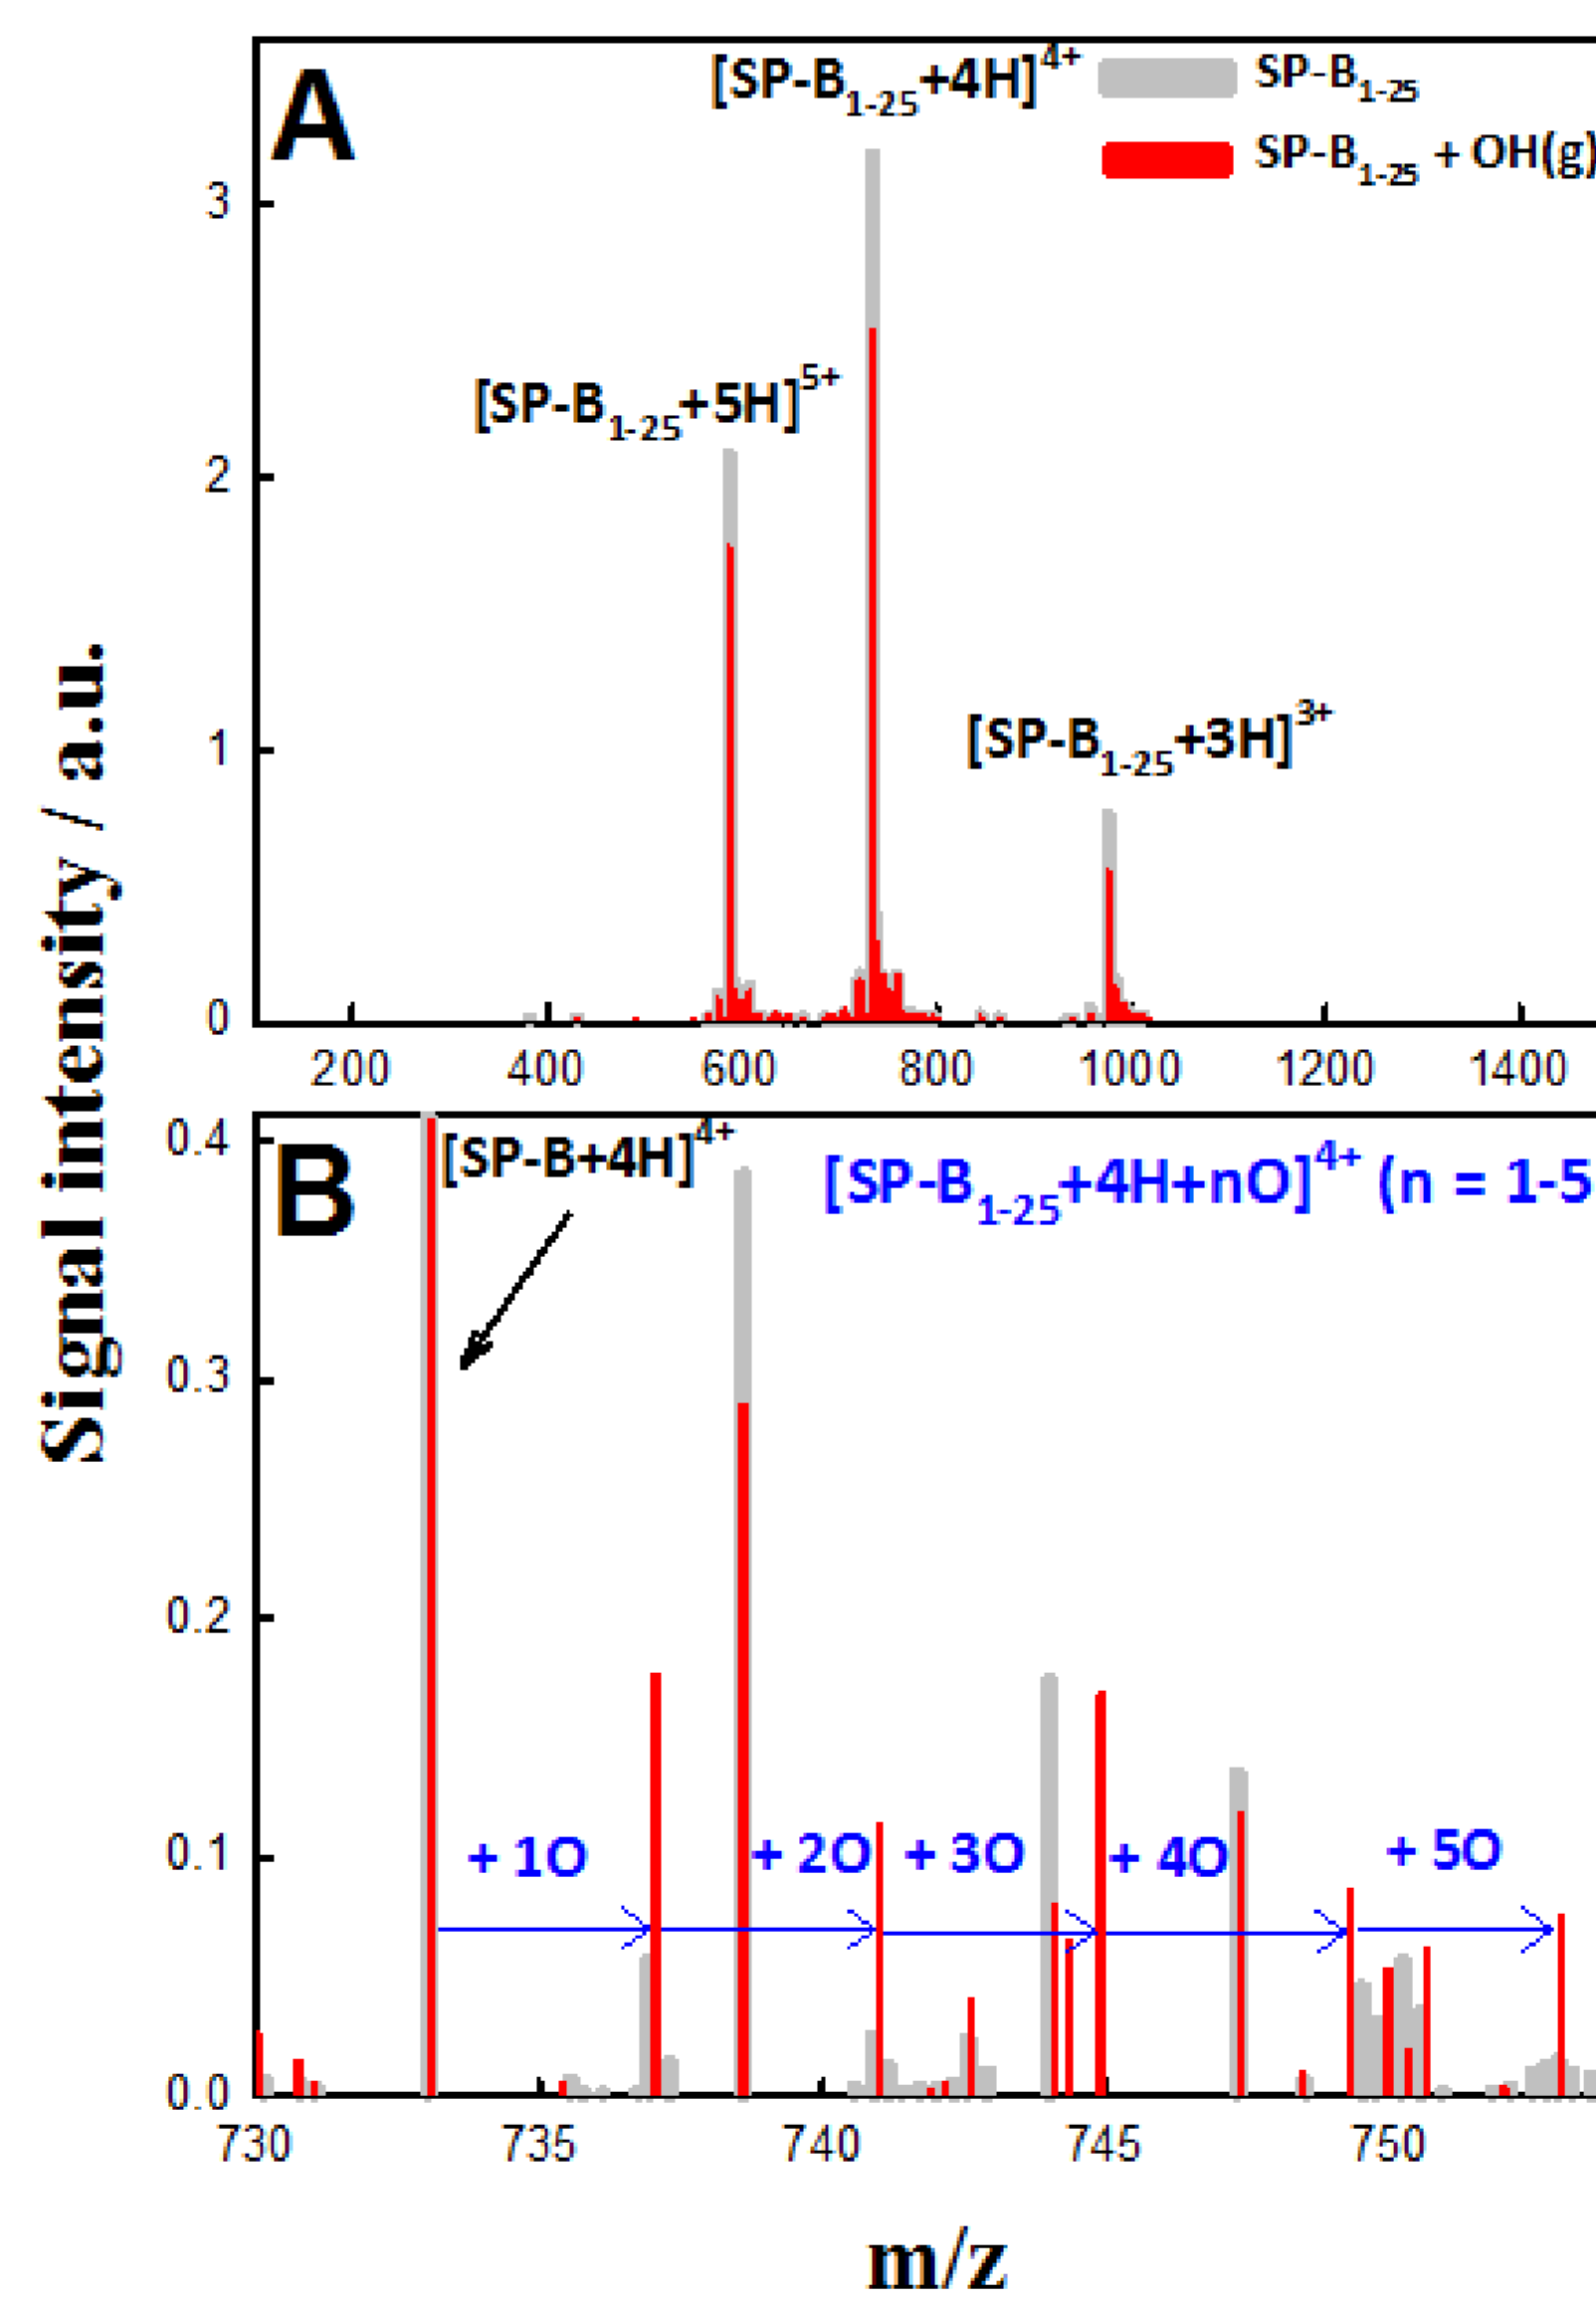 A
[SP-B1-25+4H]4+
SP-B1-25
SP-B1-25 + OH(g)
[SP-B1-25+5H]5+
[SP-B1-25+3H]3+
3
2
1
0
200 400 600 800 1000 1200 1400
Signal intensity / a.u.
B
[SP-B+4H]4+
[SP-B1-25+4H+nO]4+ (n = 1-5
0.4
0.3
0.2
0.1
0.0
+ 1O + 2O + 3O + 4O + 5O
730 735 740 745 750
m/z